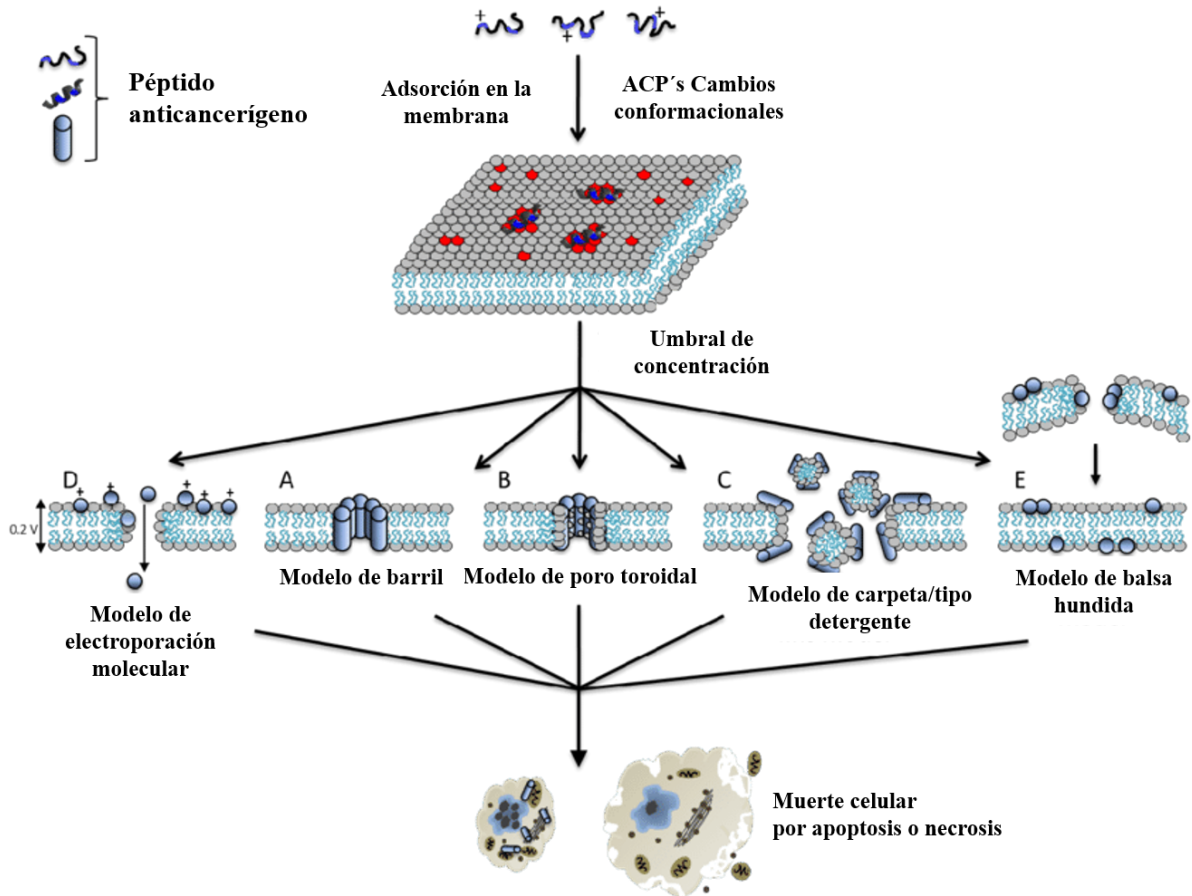 +
+
+
Péptido
anticancerígeno
Adsorción en la
membrana
ACP´s Cambios
conformacionales
Umbral de
concentración
D
A
B
C
E
+
+
+
+
+
0.2 V
Modelo de
electroporación
molecular
Modelo de barril
Modelo de poro toroidal
Modelo de carpeta/tipo
detergente
Modelo de balsa
hundida
Muerte celular
por apoptosis o necrosis